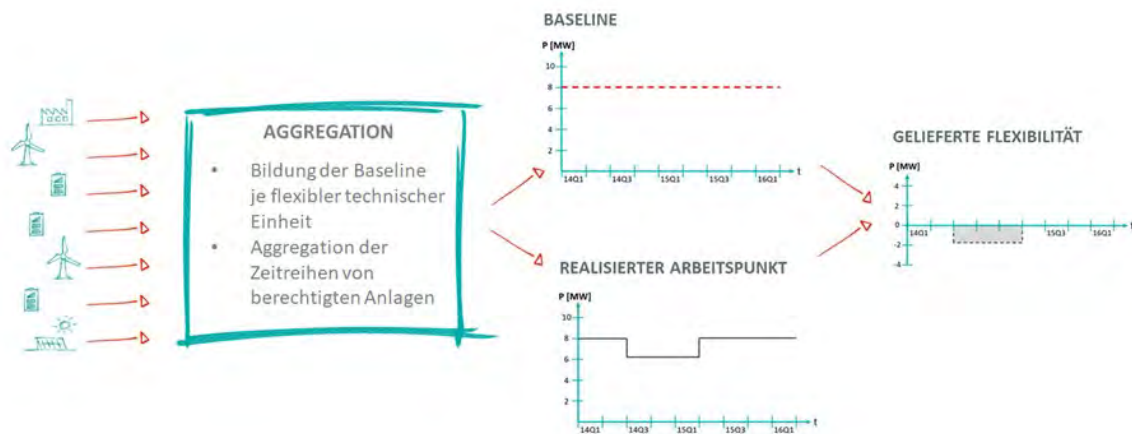 BASELINE
P [MW]
10
8
6
4
2
14Q1 14Q3 15Q1 15Q3 16Q1 t
AGGREGATION
• Bildung der Baseline
je flexibler technischer
Einheit
• Aggregation der
Zeitreihen von
berechtigten Anlagen
REALISIERTER ARBEITSPUNKT
P [MW]
10
8
6
4
2
14Q1 14Q3 15Q1 15Q3 16Q1 t
GELIEFERTE FLEXIBILITÄT
P [MW]
4
2
0
-2
-4
14Q1 15Q3 16Q1 t